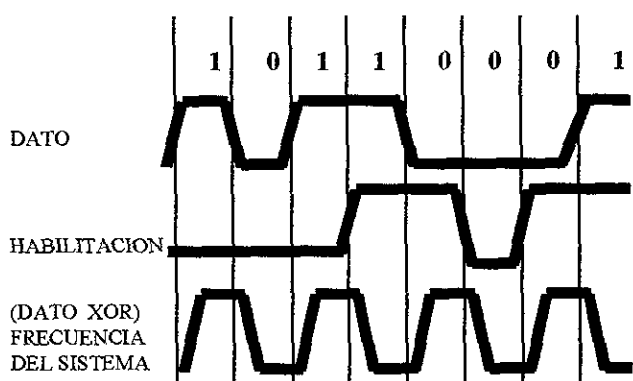 1 0 1 1 0 0 0 1
DATO
HABILITACION
(DATO XOR)
FRECUENCIA
DEL SISTEMA